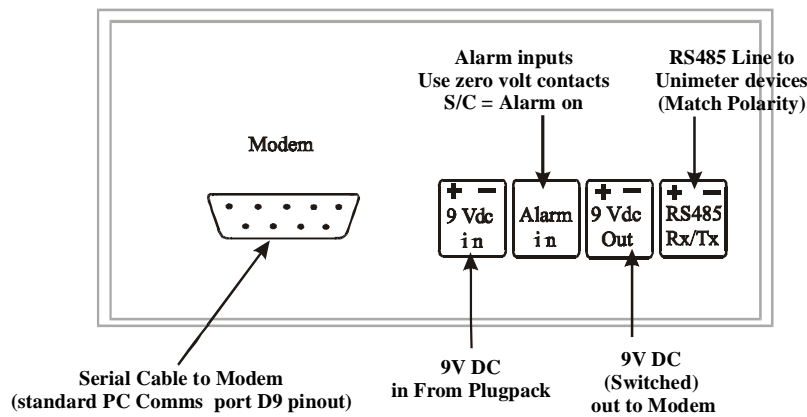 Alarm inputs
Use zero volt contacts
S/C = Alarm on
RS485 Line to
Unimeter devices
(Match Polarity)
Modem
+ -
9 Vdc
in
Alarm
in
+ -
9 Vdc
Out
+ -
RS485
Rx/Tx
Serial Cable to Modem
(standard PC Comms port D9 pinout)
9V DC
in From Plugpack
9V DC
(Switched)
out to Modem